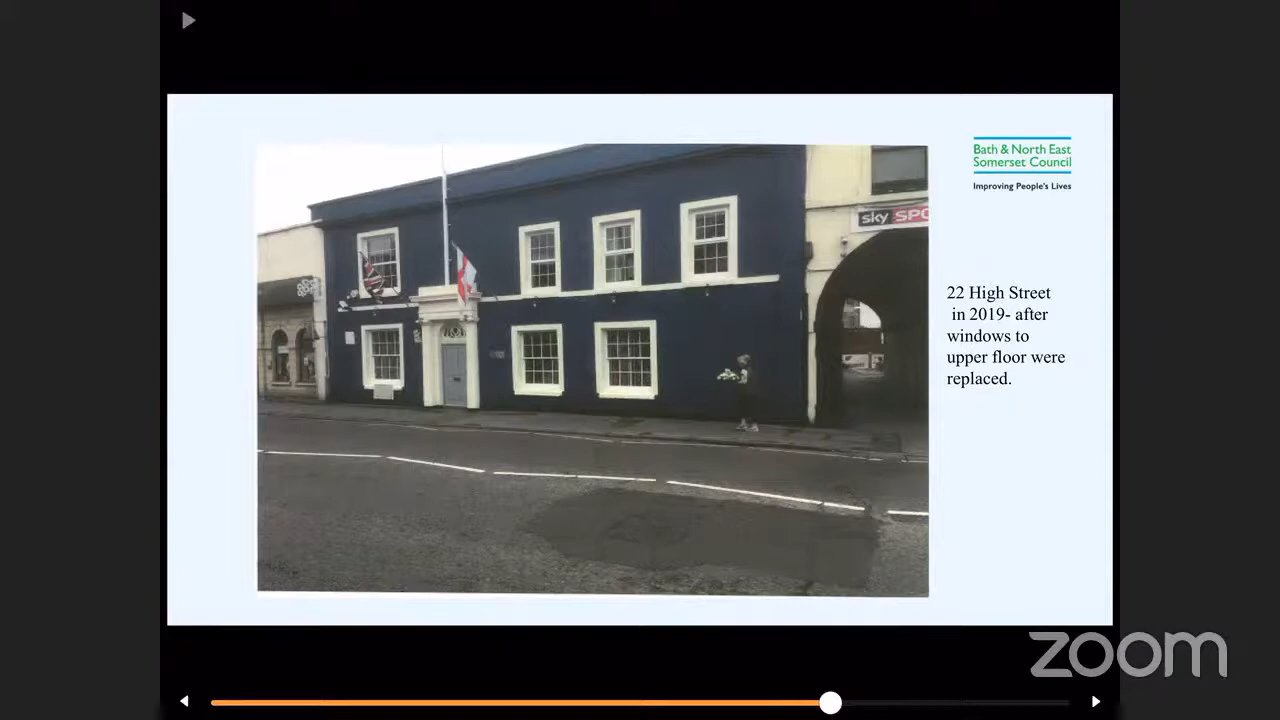 Bath & North East
Somerset Council
Improving People's Lives
sky SPO
22 High Street
in 2019- after
windows to
upper floor were
replaced.
zoom